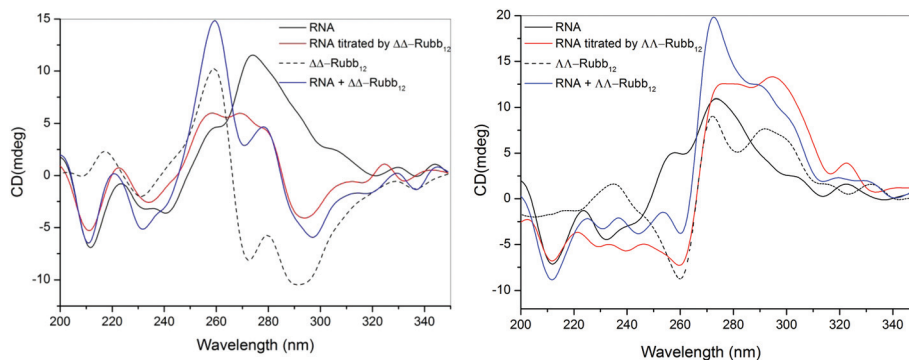 15
10
5
0
-5
-10
CD(mdeg)
RNA
RNA titrated by ΔΔ–Rubb₁₂
ΔΔ–Rubb₁₂
RNA + ΔΔ–Rubb₁₂
200 220 240 260 280 300 320 340
Wavelength (nm)
20
15
10
5
0
-5
-10
CD(mdeg)
RNA
RNA titrated by ΛΛ–Rubb₁₂
ΛΛ–Rubb₁₂
RNA + ΛΛ–Rubb₁₂
200 220 240 260 280 300 320 340
Wavelength (nm)